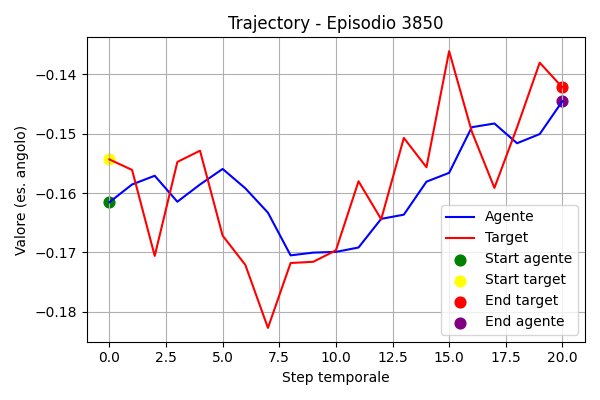 Trajectory - Episodio 3850
Valore (es. angolo)
−0.14
−0.15
−0.16
−0.17
−0.18
0.0 2.5 5.0 7.5 10.0 12.5 15.0 17.5 20.0
Step temporale
Agente
Target
Start agente
Start target
End target
End agente